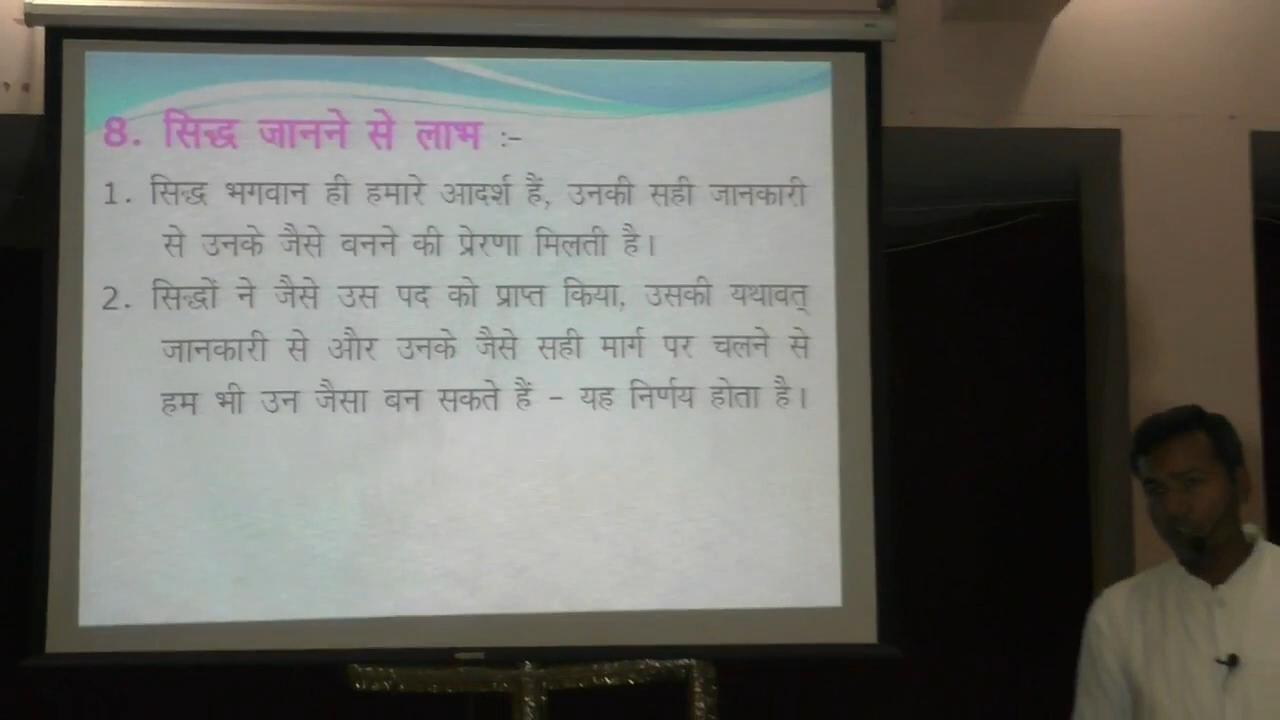 8. सिद्ध जानने से लाभ :-
1. सिद्ध भगवान ही हमारे आदर्श हैं, उनकी सही जानकारी
से उनके जैसे बनने की प्रेरणा मिलती है।
2. सिद्धों ने जैसे उस पद को प्राप्त किया, उसकी यथावत्
जानकारी से और उनके जैसे सही मार्ग पर चलने से
हम भी उन जैसा बन सकते हैं - यह निर्णय होता है।